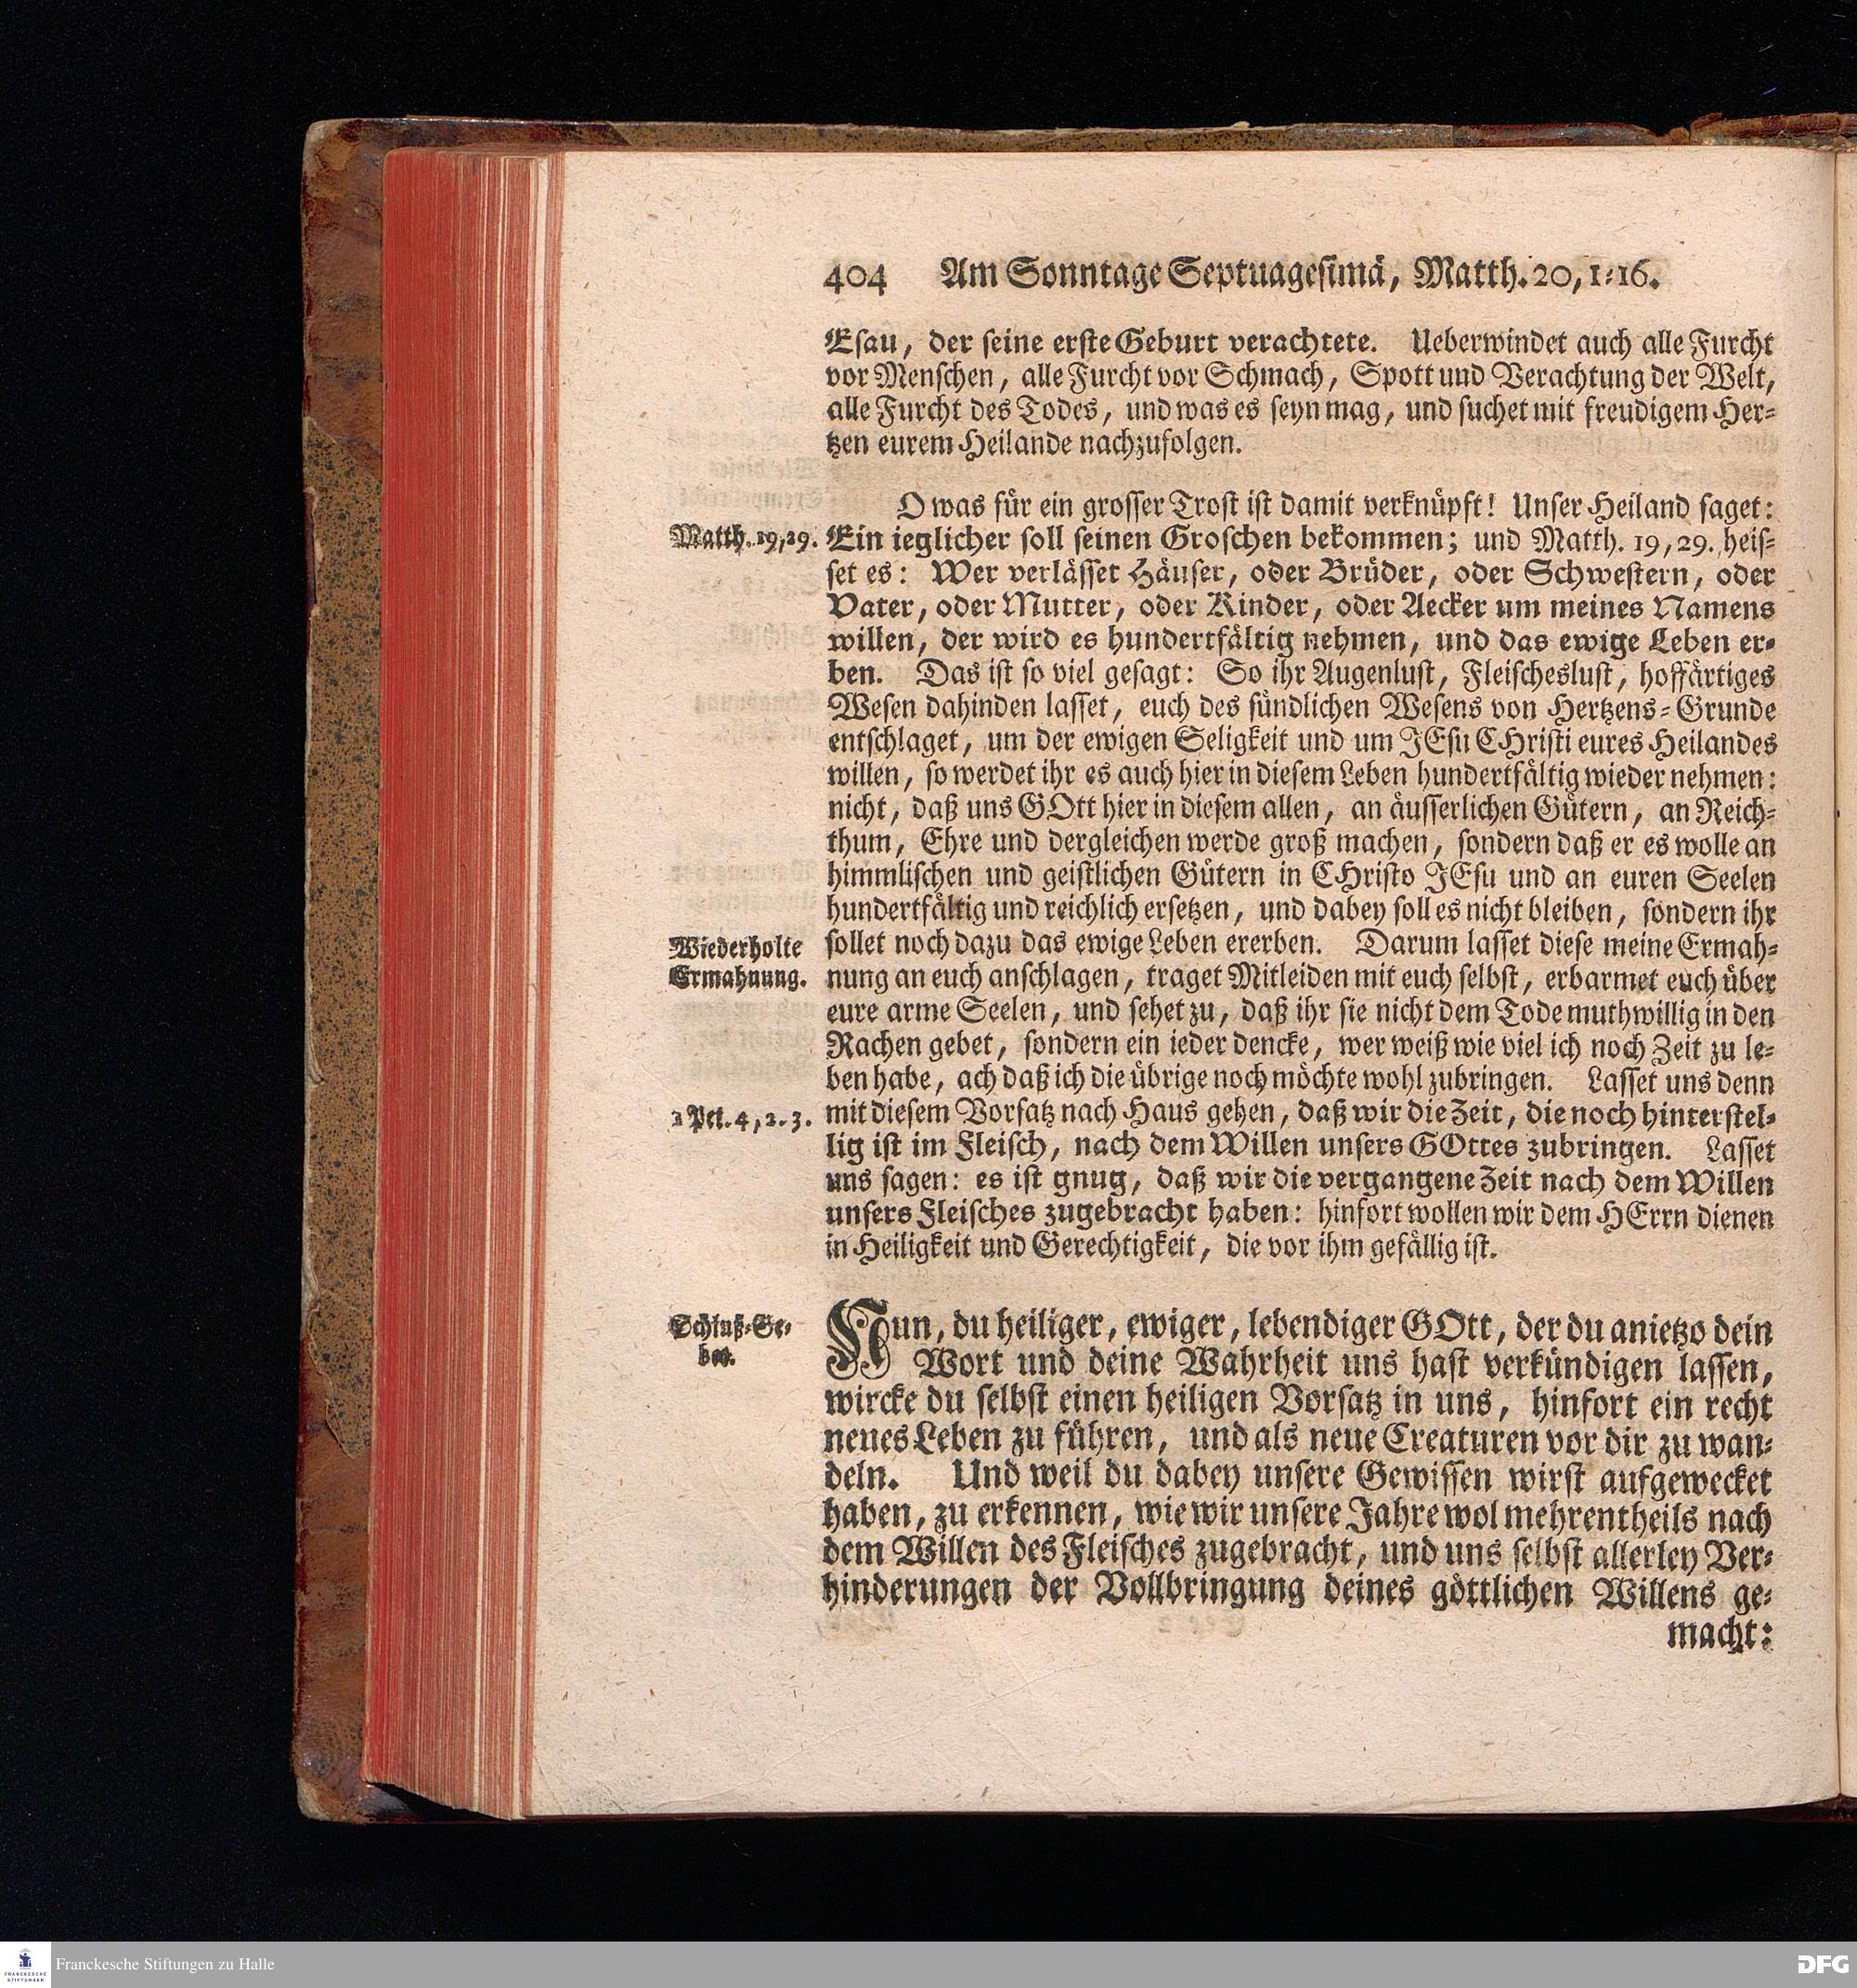 404 Am Sonntage Septuagesimä, Matth. 20, 1-16.
Esau, der seine erste Geburt verachtete. Ueberwindet auch alle Furcht
vor Menschen, alle Furcht vor Schmach, Spott und Verachtung der Welt,
alle Furcht des Todes, und was es seyn mag, und suchet mit freudigem Her-
tzen eurem Heilande nachzufolgen.
O was für ein grosser Trost ist damit verknüpft! Unser Heiland saget:
Matth. 19, 29.
Ein ieglicher soll seinen Groschen bekommen; und Matth. 19, 29. heis-
set es: Wer verlässet Häuser, oder Brüder, oder Schwestern, oder
Vater, oder Mutter, oder Kinder, oder Aecker um meines Namens
willen, der wird es hundertfältig nehmen, und das ewige Leben er-
ben. Das ist so viel gesagt: So ihr Augenlust, Fleischeslust, hoffärtiges
Wesen dahinden lasset, euch des sündlichen Wesens von Hertzens-Grunde
entschlaget, um der ewigen Seligkeit und um JEsu CHristi eures Heilandes
willen, so werdet ihr es auch hier in diesem Leben hundertfältig wieder nehmen:
nicht, daß uns GOtt hier in diesem allen, an äusserlichen Gütern, an Reich-
thum, Ehre und dergleichen werde groß machen, sondern daß er es wolle an
himmlischen und geistlichen Gütern in CHristo JEsu und an euren Seelen
hundertfältig und reichlich ersetzen, und dabey soll es nicht bleiben, sondern ihr
Wiederholte
Ermahnung.
sollet noch dazu das ewige Leben ererben. Darum lasset diese meine Ermah-
nung an euch anschlagen, traget Mitleiden mit euch selbst, erbarmet euch über
eure arme Seelen, und sehet zu, daß ihr sie nicht dem Tode muthwillig in den
Rachen gebet, sondern ein ieder dencke, wer weiß wie viel ich noch Zeit zu le-
ben habe, ach daß ich die übrige noch möchte wohl zubringen. Lasset uns denn
1 Pet. 4, 2. 3.
mit diesem Vorsatz nach Haus gehen, daß wir die Zeit, die noch hinterstel-
lig ist im Fleisch, nach dem Willen unsers GOttes zubringen. Lasset
uns sagen: es ist gnug, daß wir die vergangene Zeit nach dem Willen
unsers Fleisches zugebracht haben: hinfort wollen wir dem HErrn dienen
in Heiligkeit und Gerechtigkeit, die vor ihm gefällig ist.
Schluß-Ge-
bet.
Nun, du heiliger, ewiger, lebendiger GOtt, der du anietzo dein
Wort und deine Wahrheit uns hast verkündigen lassen,
wircke du selbst einen heiligen Vorsatz in uns, hinfort ein recht
neues Leben zu führen, und als neue Creaturen vor dir zu wan-
deln. Und weil du dabey unsere Gewissen wirst aufgewecket
haben, zu erkennen, wie wir unsere Jahre wol mehrentheils nach
dem Willen des Fleisches zugebracht, und uns selbst allerley Ver-
hinderungen der Vollbringung deines göttlichen Willens ge-
macht:
FRANCKESCHE
STIFTUNGEN
Franckesche Stiftungen zu Halle
DFG